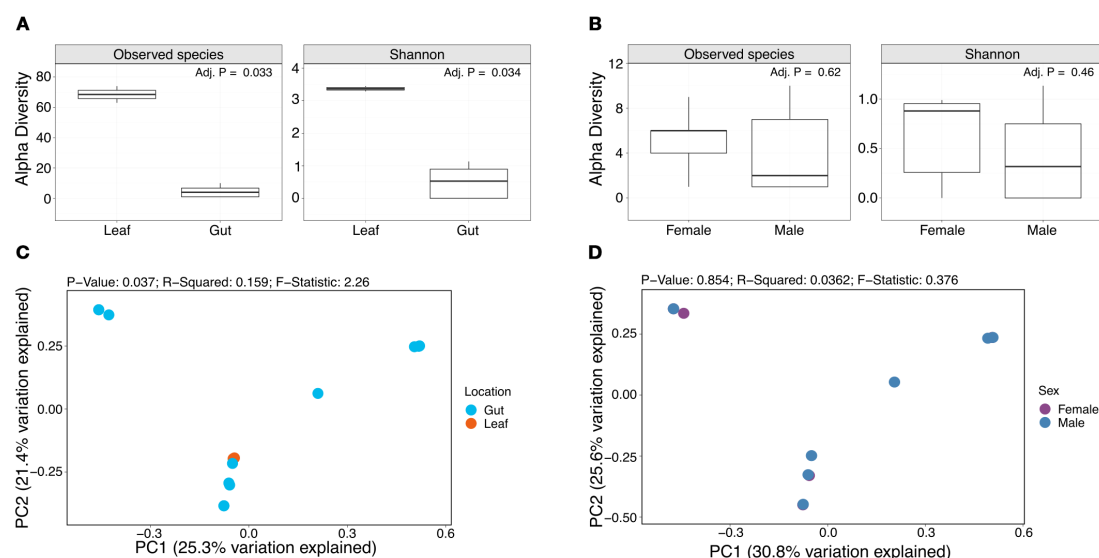 A
Observed species
Shannon
Adj. P = 0.033
Adj. P = 0.034
Alpha Diversity
80
60
40
20
0
4
3
2
1
0
Leaf
Gut
Leaf
Gut
B
Observed species
Shannon
Adj. P = 0.62
Adj. P = 0.46
Alpha Diversity
12
8
4
0
1.0
0.5
0.0
Female
Male
Female
Male
C
P−Value: 0.037; R−Squared: 0.159; F−Statistic: 2.26
PC2 (21.4% variation explained)
0.25
0.00
−0.25
−0.3
0.0
0.3
0.6
PC1 (25.3% variation explained)
Location
Gut
Leaf
D
P−Value: 0.854; R−Squared: 0.0362; F−Statistic: 0.376
PC2 (25.6% variation explained)
0.25
0.00
−0.25
−0.50
−0.3
0.0
0.3
0.6
PC1 (30.8% variation explained)
Sex
Female
Male